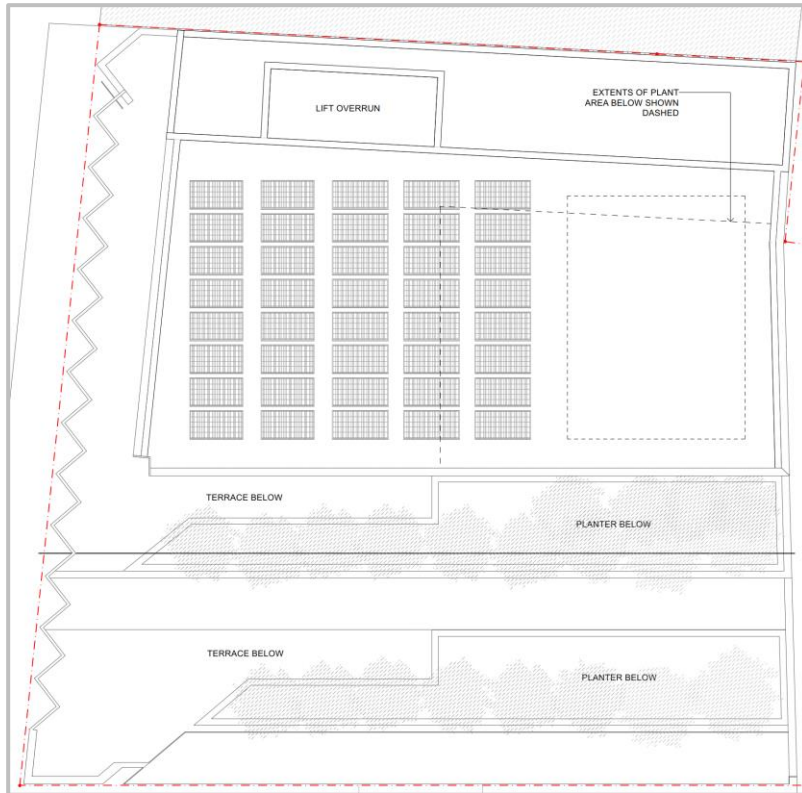 EXTENTS OF PLANT
AREA BELOW SHOWN
DASHED
LIFT OVERRUN
TERRACE BELOW
PLANTER BELOW
TERRACE BELOW
PLANTER BELOW